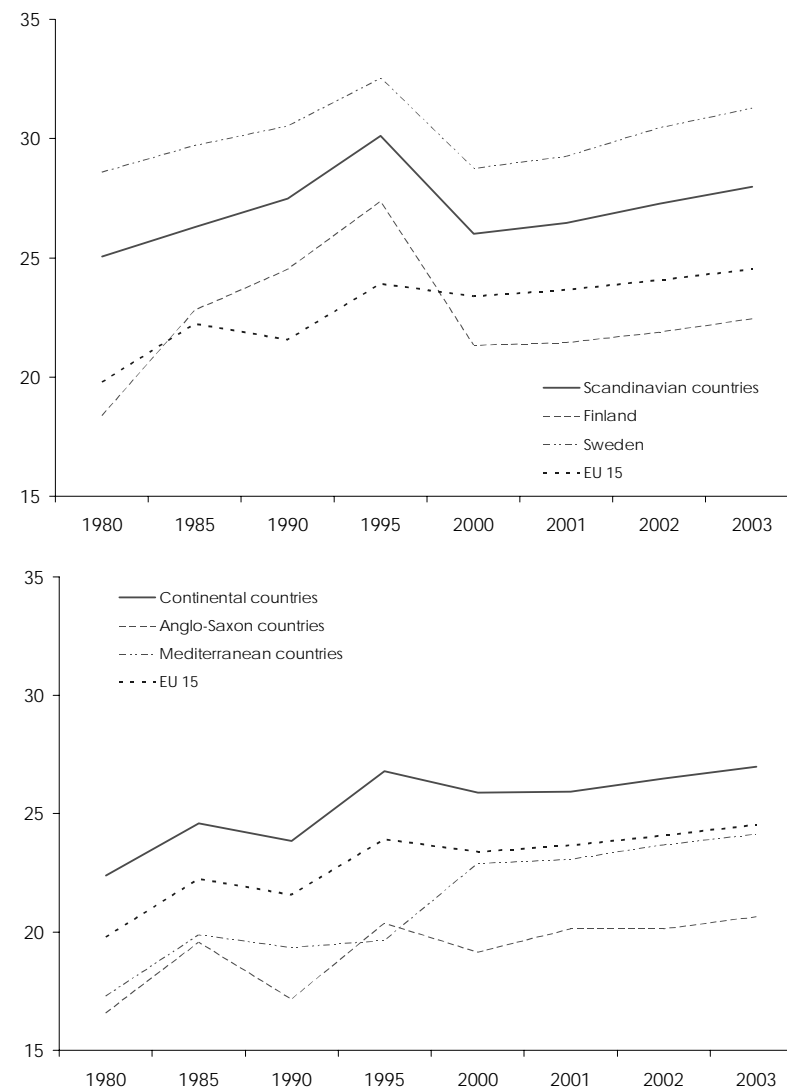 35
30
25
20
15
Scandinavian countries
Finland
Sweden
EU 15
1980 1985 1990 1995 2000 2001 2002 2003
35
30
25
20
15
Continental countries
Anglo-Saxon countries
Mediterranean countries
EU 15
1980 1985 1990 1995 2000 2001 2002 2003